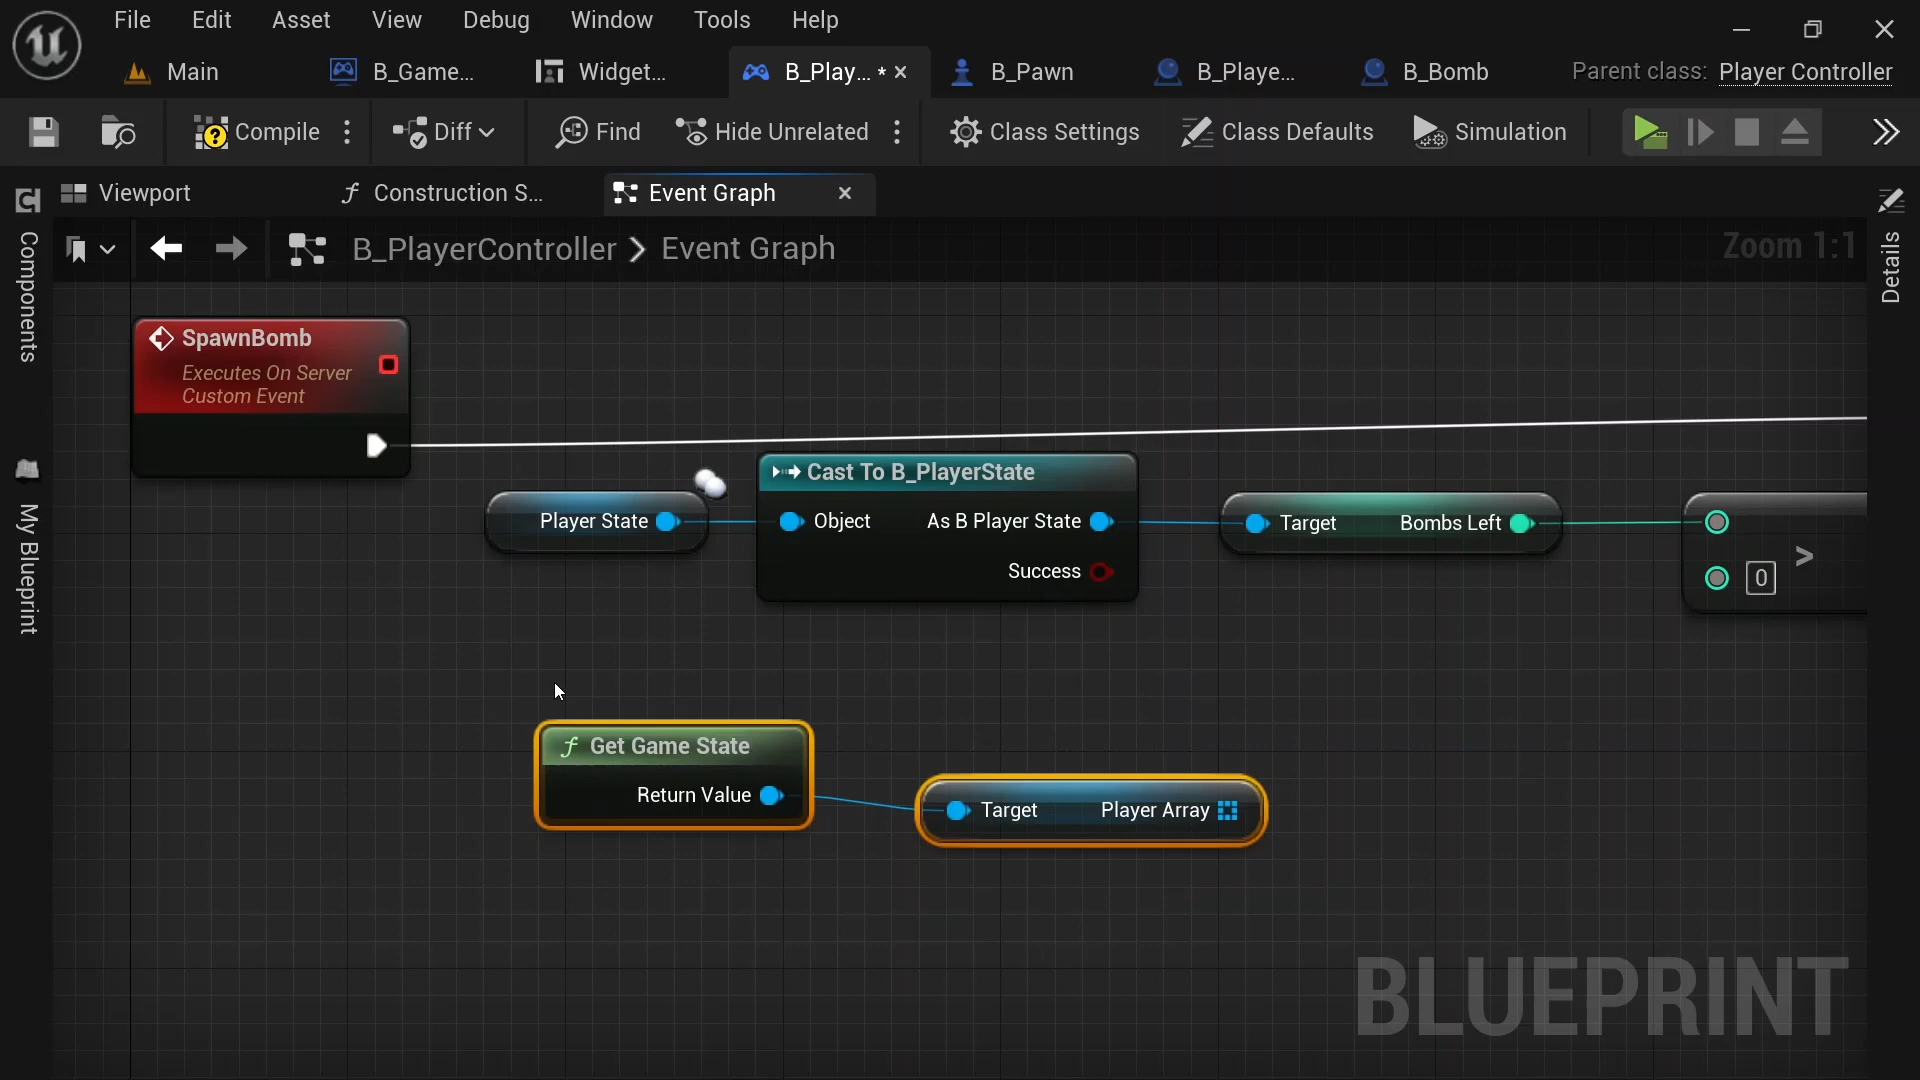 File Edit Asset View Debug Window Tools Help
Main B_Game... Widget... B_Play... * B_Pawn B_Playe... B_Bomb Parent class: Player Controller
Compile Diff Find Hide Unrelated Class Settings Class Defaults Simulation
Viewport Construction S... Event Graph
B_PlayerController > Event Graph Zoom 1:1
Components
My Blueprint
Details
SpawnBomb
Executes On Server
Custom Event
Cast To B_PlayerState
Player State Object As B Player State Target Bombs Left
Success
>
0
Get Game State
Return Value
Target Player Array
BLUEPRINT